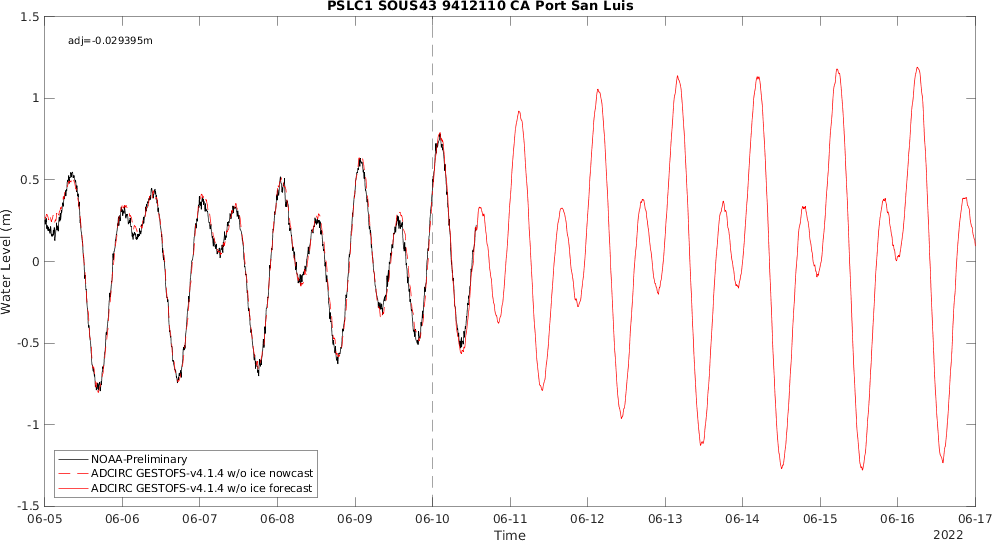 PSLC1 SOUS43 9412110 CA Port San Luis
adj=-0.029395m
1.5
1
0.5
0
-0.5
-1
-1.5
Water Level (m)
NOAA-Preliminary
ADCIRC GESTOFS-v4.1.4 w/o ice nowcast
ADCIRC GESTOFS-v4.1.4 w/o ice forecast
06-05 06-06 06-07 06-08 06-09 06-10 06-11 06-12 06-13 06-14 06-15 06-16 06-17
Time
2022